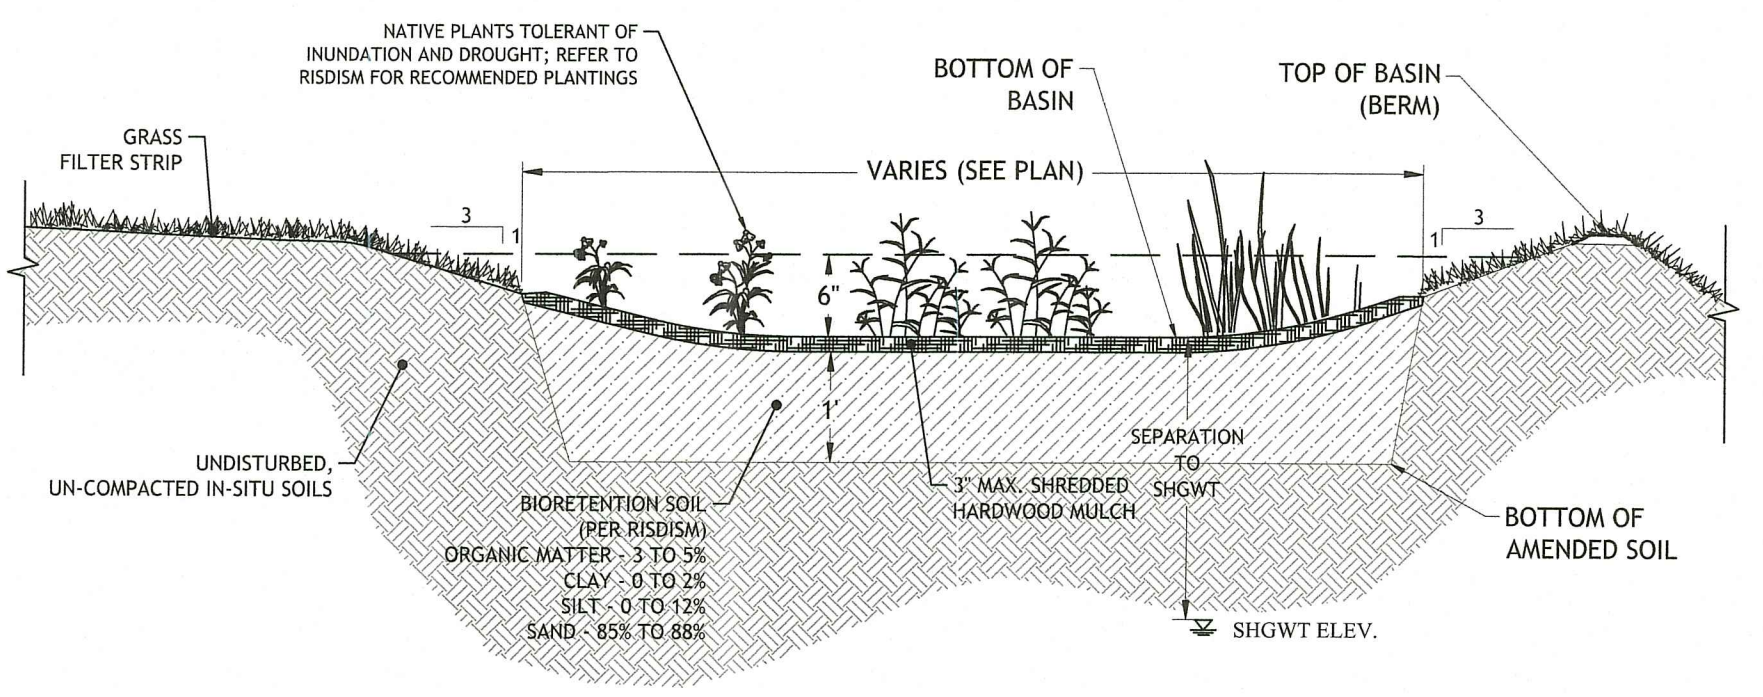 NATIVE PLANTS TOLERANT OF
INUNDATION AND DROUGHT; REFER TO
RISDISM FOR RECOMMENDED PLANTINGS
BOTTOM OF
BASIN
TOP OF BASIN
(BERM)
GRASS
FILTER STRIP
VARIES (SEE PLAN)
3
1
3
1
6"
1'
SEPARATION
TO
SHGWT
UNDISTURBED,
UN-COMPACTED IN-SITU SOILS
3" MAX. SHREDDED
HARDWOOD MULCH
BIORETENTION SOIL
(PER RISDISM)
ORGANIC MATTER - 3 TO 5%
CLAY - 0 TO 2%
SILT - 0 TO 12%
SAND - 85% TO 88%
BOTTOM OF
AMENDED SOIL
SHGWT ELEV.